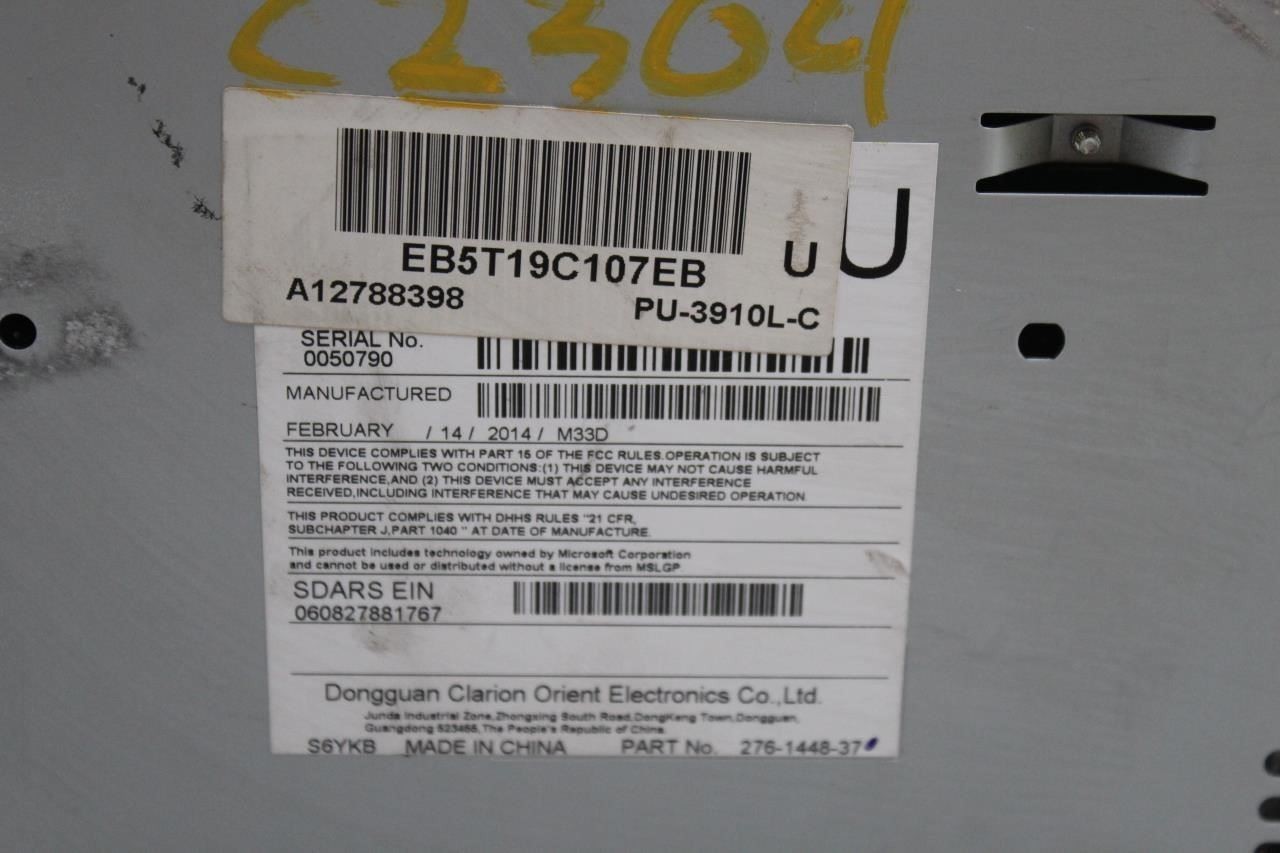 C2304
EB5T19C107EB
U
U
A12788398
PU-3910L-C
SERIAL No.
0050790
MANUFACTURED
FEBRUARY / 14 / 2014 / M33D
THIS DEVICE COMPLIES WITH PART 15 OF THE FCC RULES.OPERATION IS SUBJECT
TO THE FOLLOWING TWO CONDITIONS:(1) THIS DEVICE MAY NOT CAUSE HARMFUL
INTERFERENCE,AND (2) THIS DEVICE MUST ACCEPT ANY INTERFERENCE
RECEIVED,INCLUDING INTERFERENCE THAT MAY CAUSE UNDESIRED OPERATION
THIS PRODUCT COMPLIES WITH DHHS RULES "21 CFR,
SUBCHAPTER J,PART 1040 " AT DATE OF MANUFACTURE.
This product includes technology owned by Microsoft Corporation
and cannot be used or distributed without a license from MSLGP
SDARS EIN
060827881767
Dongguan Clarion Orient Electronics Co.,Ltd.
Junda Industrial Zone,Zhongxing South Road,DongKeng Town,Dongguan,
Guangdong 523455,The People's Republic of China
S6YKB MADE IN CHINA PART No. 276-1448-37